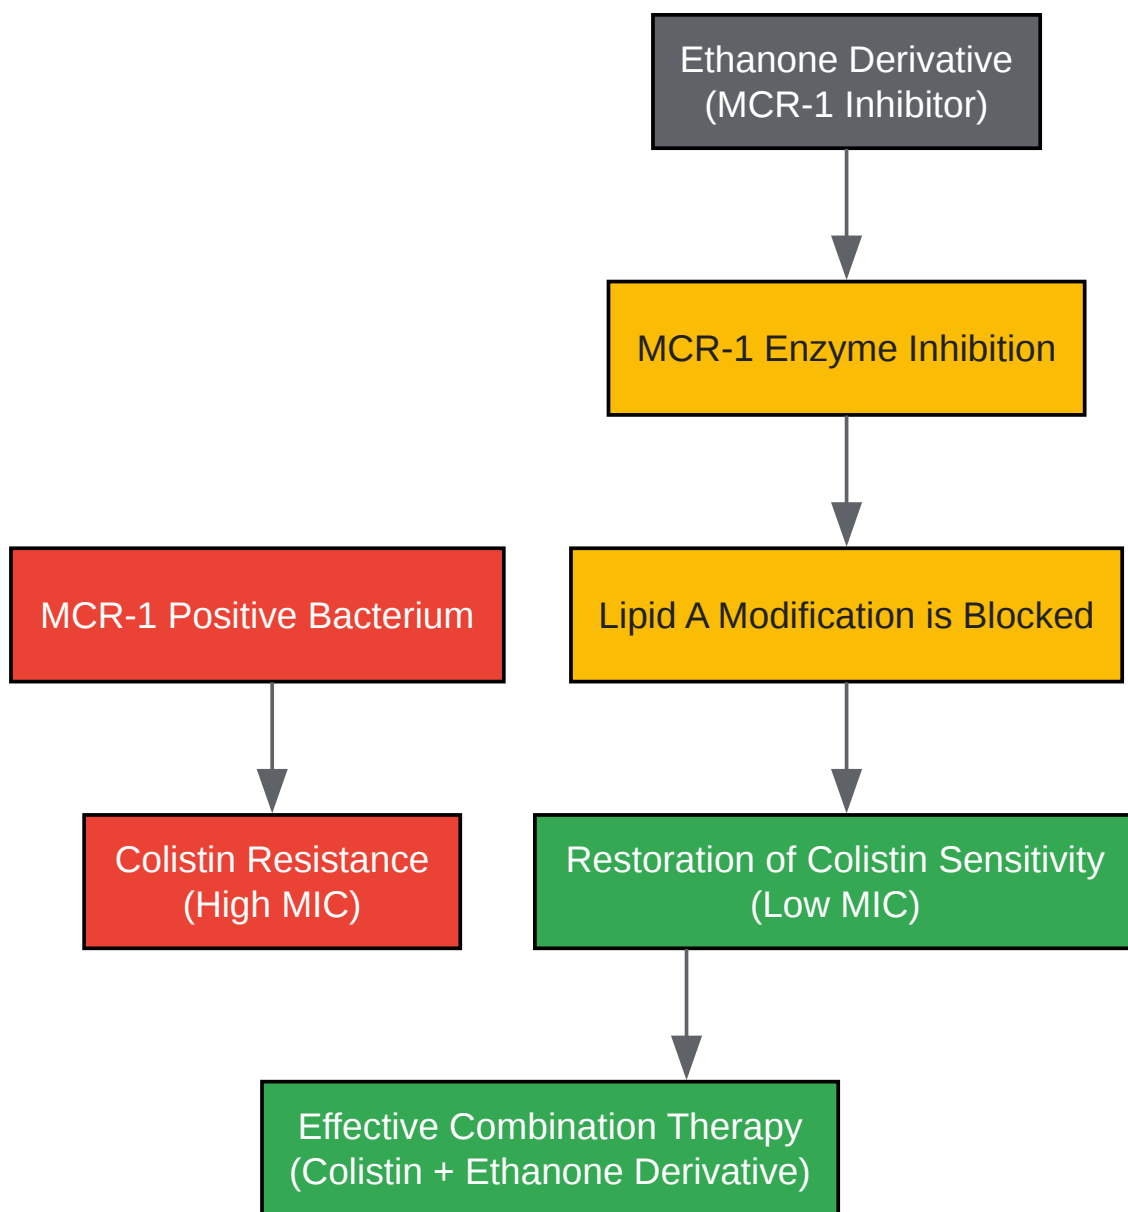 Ethanone Derivative
(MCR-1 Inhibitor)
MCR-1 Enzyme Inhibition
MCR-1 Positive Bacterium
Lipid A Modification is Blocked
Colistin Resistance
(High MIC)
Restoration of Colistin Sensitivity
(Low MIC)
Effective Combination Therapy
(Colistin + Ethanone Derivative)